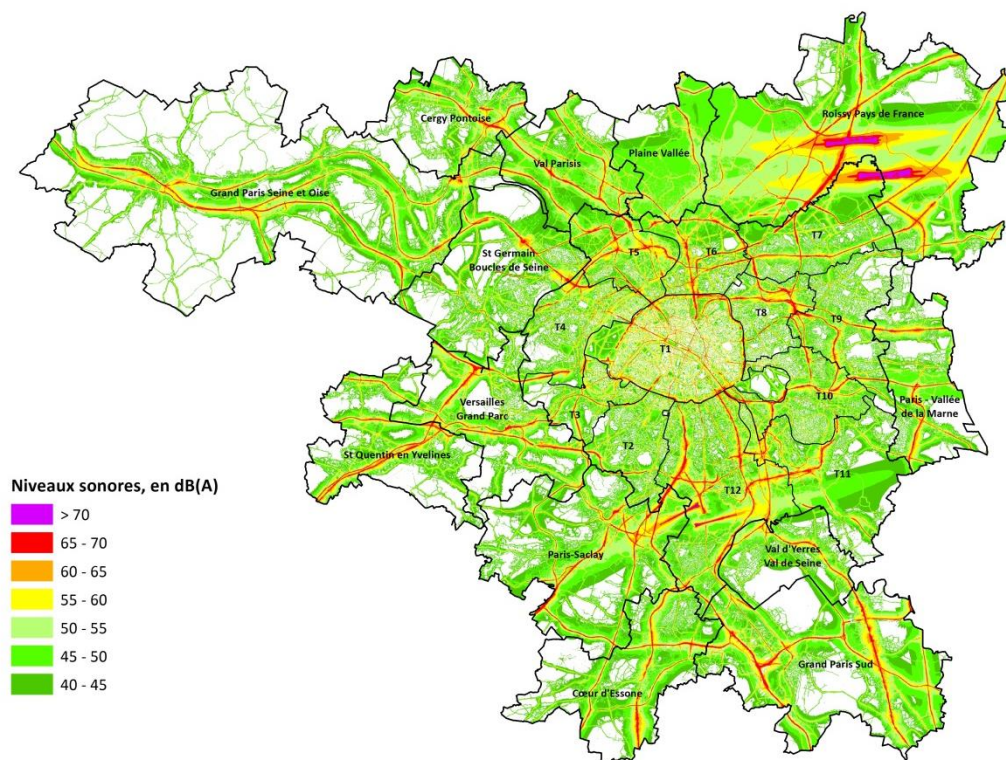 Cergy Pontoise
Roissy Pays de France
Val Parisis
Plaine Vallée
Grand Paris Seine et Oise
St Germain
Boucles de Seine
T5
T6
T7
T4
T1
T8
T9
Versailles
Grand Parc
T3
T2
T10
Paris - Vallée
de la Marne
St Quentin en Yvelines
T12
T11
Paris-Saclay
Val d'Yerres
Val de Seine
Grand Paris Sud
Cœur d'Essone
Niveaux sonores, en dB(A)
> 70
65 - 70
60 - 65
55 - 60
50 - 55
45 - 50
40 - 45